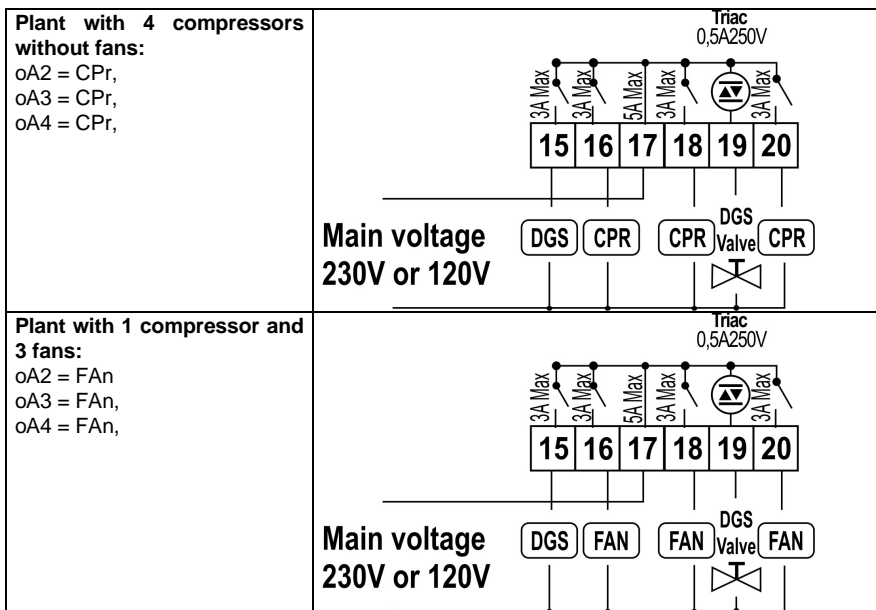 Plant with 4 compressors
without fans:
oA2 = CPr,
oA3 = CPr,
oA4 = CPr,
Triac
0,5A250V
3A Max
3A Max
5A Max
3A Max
3A Max
15 16 17 18 19 20
Main voltage
230V or 120V
DGS CPR CPR DGS Valve CPR
Plant with 1 compressor and
3 fans:
oA2 = FAn
oA3 = FAn,
oA4 = FAn,
Triac
0,5A250V
3A Max
3A Max
5A Max
3A Max
3A Max
15 16 17 18 19 20
Main voltage
230V or 120V
DGS FAN FAN DGS Valve FAN